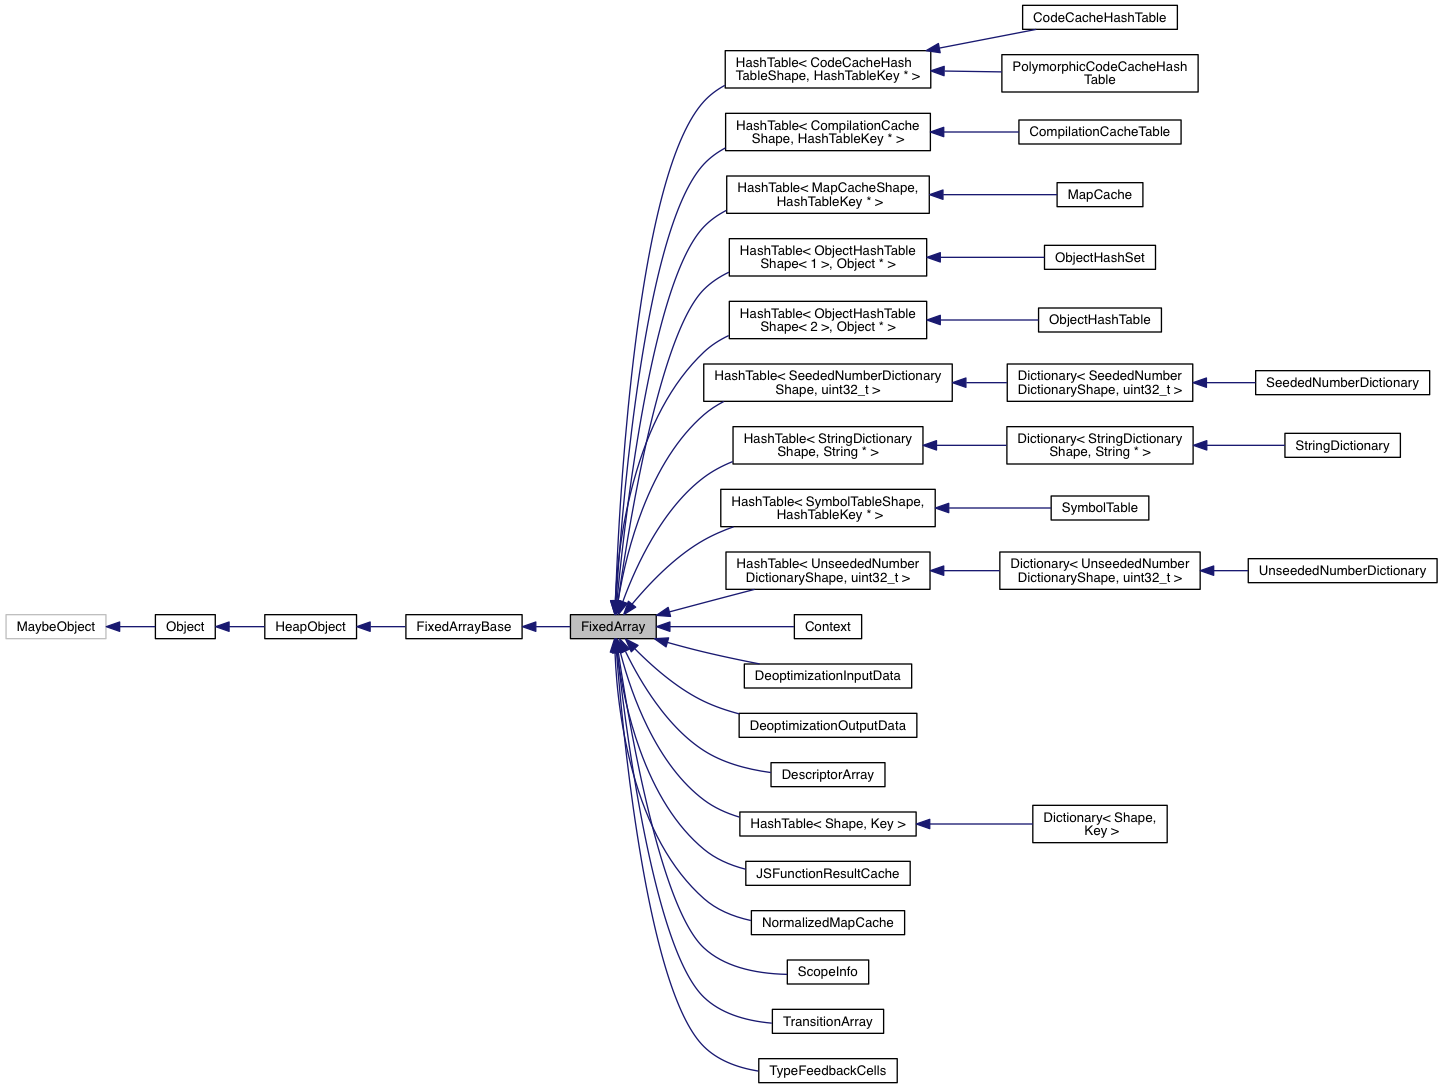 CodeCacheHashTable
HashTable< CodeCacheHash
TableShape, HashTableKey * >
PolymorphicCodeCacheHash
Table
HashTable< CompilationCache
Shape, HashTableKey * >
CompilationCacheTable
HashTable< MapCacheShape,
HashTableKey * >
MapCache
HashTable< ObjectHashTable
Shape< 1 >, Object * >
ObjectHashSet
HashTable< ObjectHashTable
Shape< 2 >, Object * >
ObjectHashTable
HashTable< SeededNumberDictionary
Shape, uint32_t >
Dictionary< SeededNumber
DictionaryShape, uint32_t >
SeededNumberDictionary
HashTable< StringDictionary
Shape, String * >
Dictionary< StringDictionary
Shape, String * >
StringDictionary
HashTable< SymbolTableShape,
HashTableKey * >
SymbolTable
HashTable< UnseededNumber
DictionaryShape, uint32_t >
Dictionary< UnseededNumber
DictionaryShape, uint32_t >
UnseededNumberDictionary
MaybeObject
Object
HeapObject
FixedArrayBase
FixedArray
Context
DeoptimizationInputData
DeoptimizationOutputData
DescriptorArray
HashTable< Shape, Key >
Dictionary< Shape,
Key >
JSFunctionResultCache
NormalizedMapCache
ScopeInfo
TransitionArray
TypeFeedbackCells